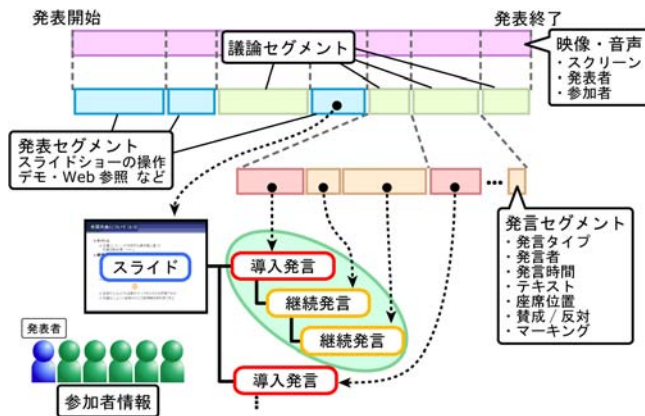 発表開始
発表終了
議論セグメント
映像・音声
・スクリーン
・発表者
・参加者
発表セグメント
スライドショーの操作
デモ・Web 参照 など
発言セグメント
・発言タイプ
・発言者
・発言時間
・テキスト
・座席位置
・賛成 / 反対
・マーキング
スライド
導入発言
継続発言
継続発言
導入発言
発表者
参加者情報